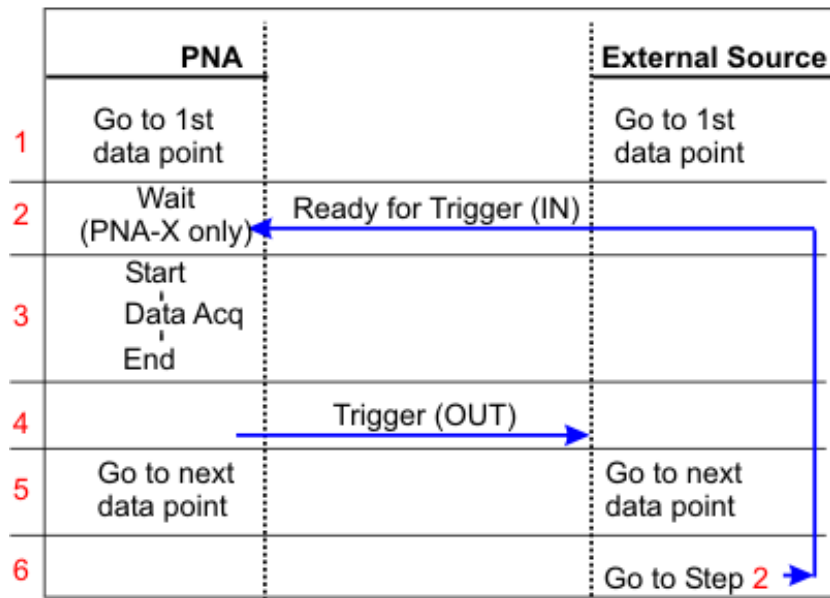 PNA
External Source
1
Go to 1st
data point
Go to 1st
data point
2
Wait
(PNA-X only)
Ready for Trigger (IN)
3
Start
Data Acq
End
4
Trigger (OUT)
5
Go to next
data point
Go to next
data point
6
Go to Step 2